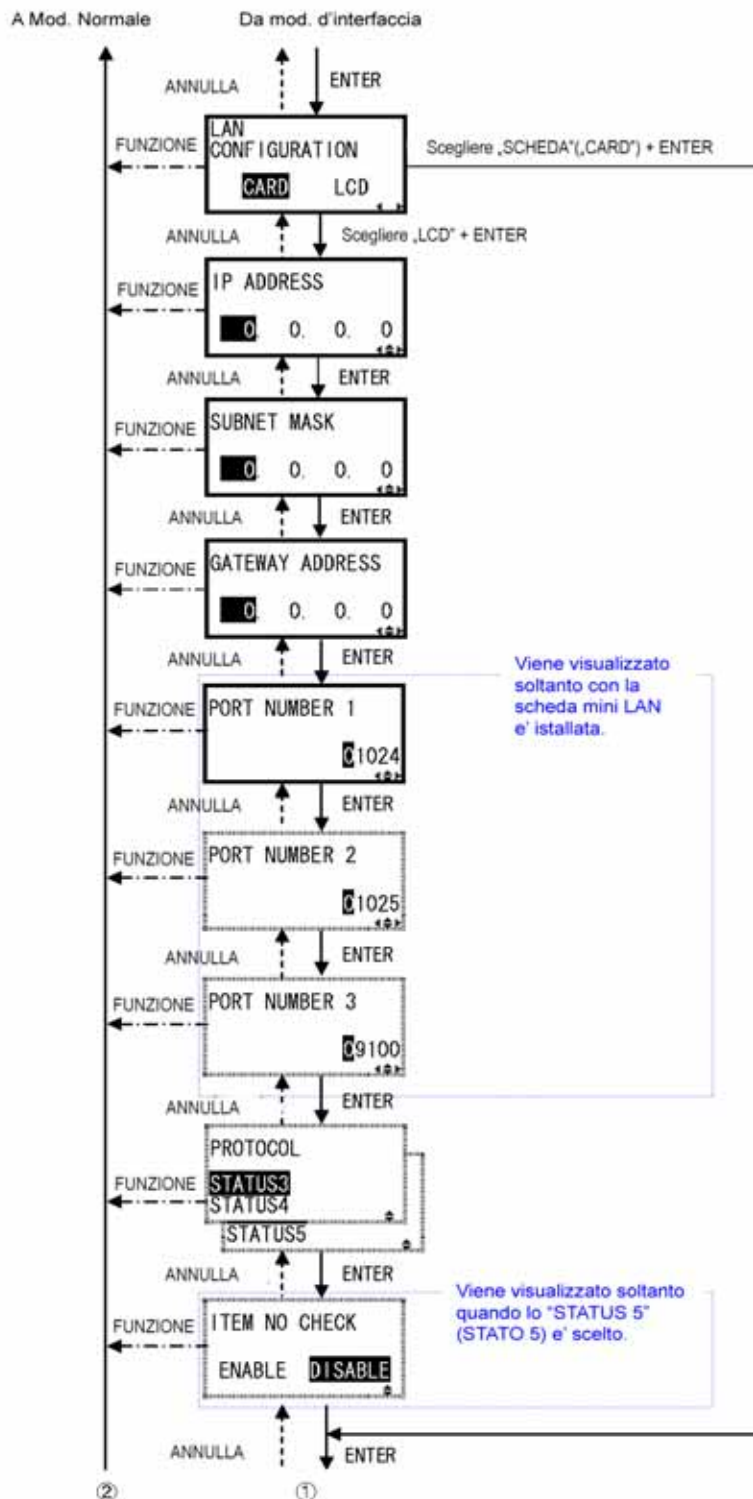 A Mod. Normale
Da mod. d'interfaccia
ANNULLA
ENTER
FUNZIONE
LAN
CONFIGURATION
CARD LCD
Scegliere „SCHEDA"(„CARD") + ENTER
ANNULLA
Scegliere „LCD" + ENTER
FUNZIONE
IP ADDRESS
0. 0. 0. 0
ANNULLA
ENTER
FUNZIONE
SUBNET MASK
0. 0. 0. 0
ANNULLA
ENTER
FUNZIONE
GATEWAY ADDRESS
0. 0. 0. 0
ANNULLA
ENTER
Viene visualizzato
soltanto con la
scheda mini LAN
e' istallata.
FUNZIONE
PORT NUMBER 1
01024
ANNULLA
ENTER
FUNZIONE
PORT NUMBER 2
01025
ANNULLA
ENTER
FUNZIONE
PORT NUMBER 3
09100
ANNULLA
ENTER
PROTOCOL
FUNZIONE
STATUS3
STATUS4
STATUS5
ANNULLA
ENTER
Viene visualizzato soltanto
quando lo "STATUS 5"
(STATO 5) e' scelto.
FUNZIONE
ITEM NO CHECK
ENABLE DISABLE
ANNULLA
ENTER
②
①